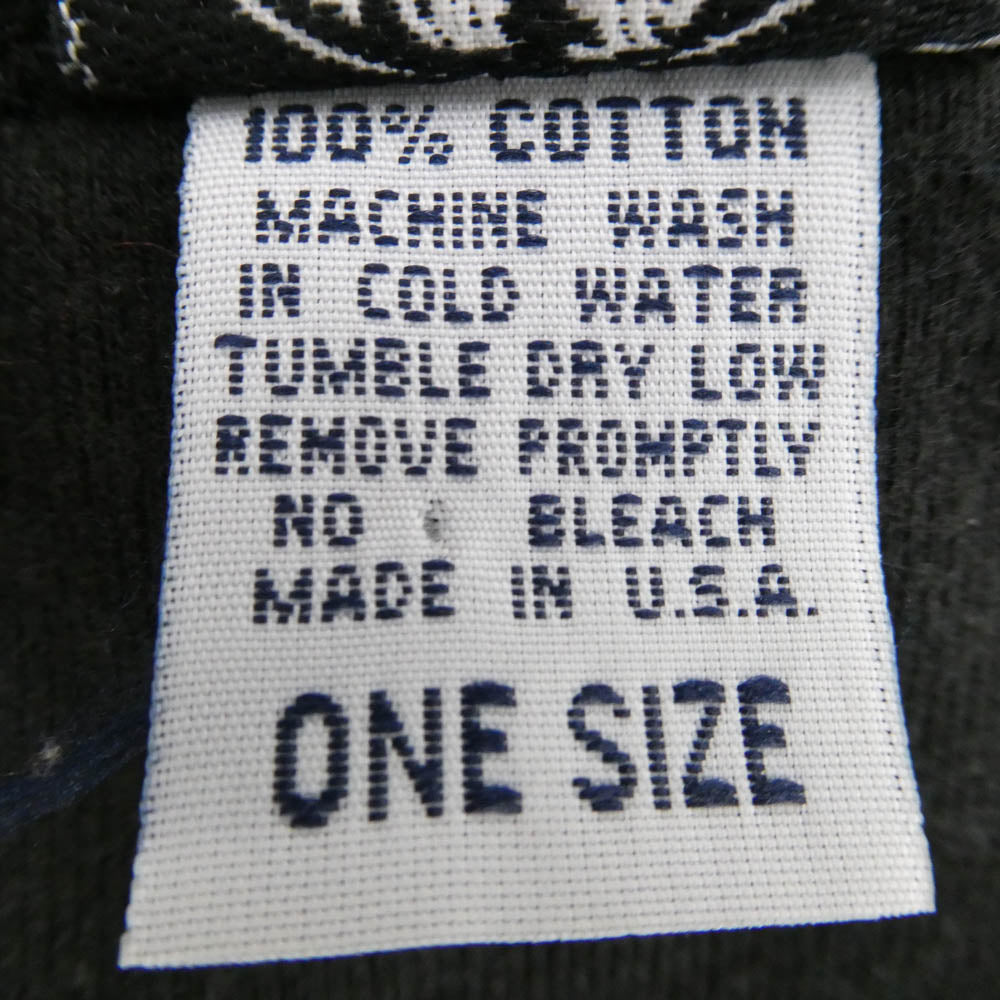 100% COTTON
MACHINE WASH
IN COLD WATER
TUMBLE DRY LOW
REMOVE PROMPTLY
NO BLEACH
MADE IN U.S.A.
ONE SIZE